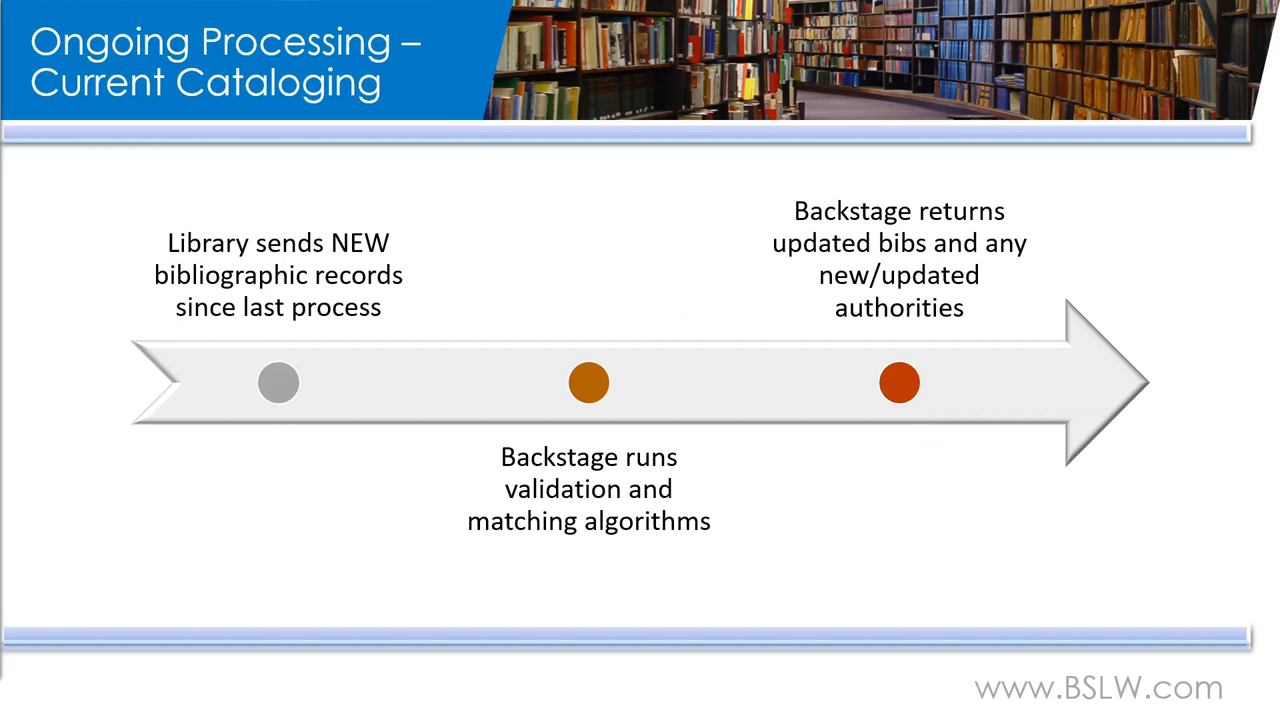 Ongoing Processing –
Current Cataloging
Library sends NEW
bibliographic records
since last process
Backstage runs
validation and
matching algorithms
Backstage returns
updated bibs and any
new/updated
authorities
www.BSLW.com